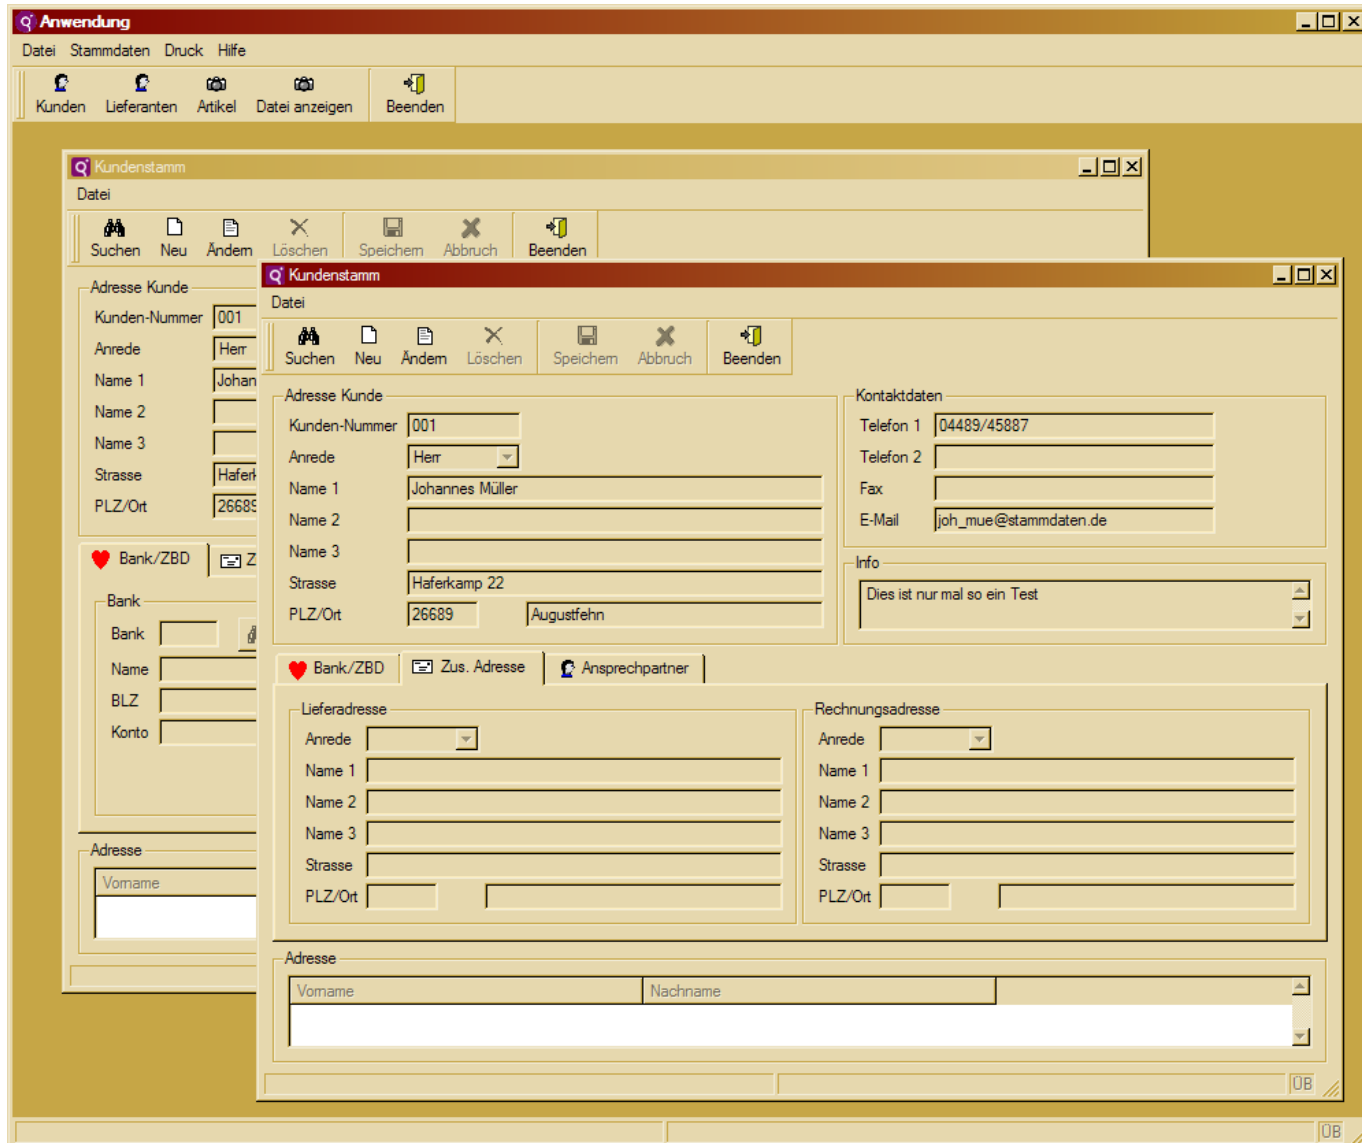 Anwendung
Datei Stammdaten Druck Hilfe
Kunden Lieferanten Artikel Datei anzeigen Beenden
Kundenstamm
Datei
Suchen Neu Ändern Löschen Speichern Abbruch Beenden
Adresse Kunde
Kunden-Nummer 001
Anrede Herr
Name 1 Johan
Name 2
Name 3
Strasse
PLZ/Ort 26689
Bank/ZBD Z
Bank
Bank
Name
BLZ
Konto
Adresse
Vorname
Kundenstamm
Datei
Suchen Neu Ändern Löschen Speichern Abbruch Beenden
Adresse Kunde
Kunden-Nummer 001
Anrede Herr
Name 1 Johannes Müller
Name 2
Name 3
Strasse Haferkamp 22
PLZ/Ort 26689 Augustfehn
Kontaktdaten
Telefon 1 04489/45887
Telefon 2
Fax
E-Mail joh_mue@stammdaten.de
Info
Dies ist nur mal so ein Test
Bank/ZBD Zus. Adresse Ansprechpartner
Lieferadresse
Anrede
Name 1
Name 2
Name 3
Strasse
PLZ/Ort
Rechnungsadresse
Anrede
Name 1
Name 2
Name 3
Strasse
PLZ/Ort
Adresse
Vorname Nachname
ÜB
ÜB